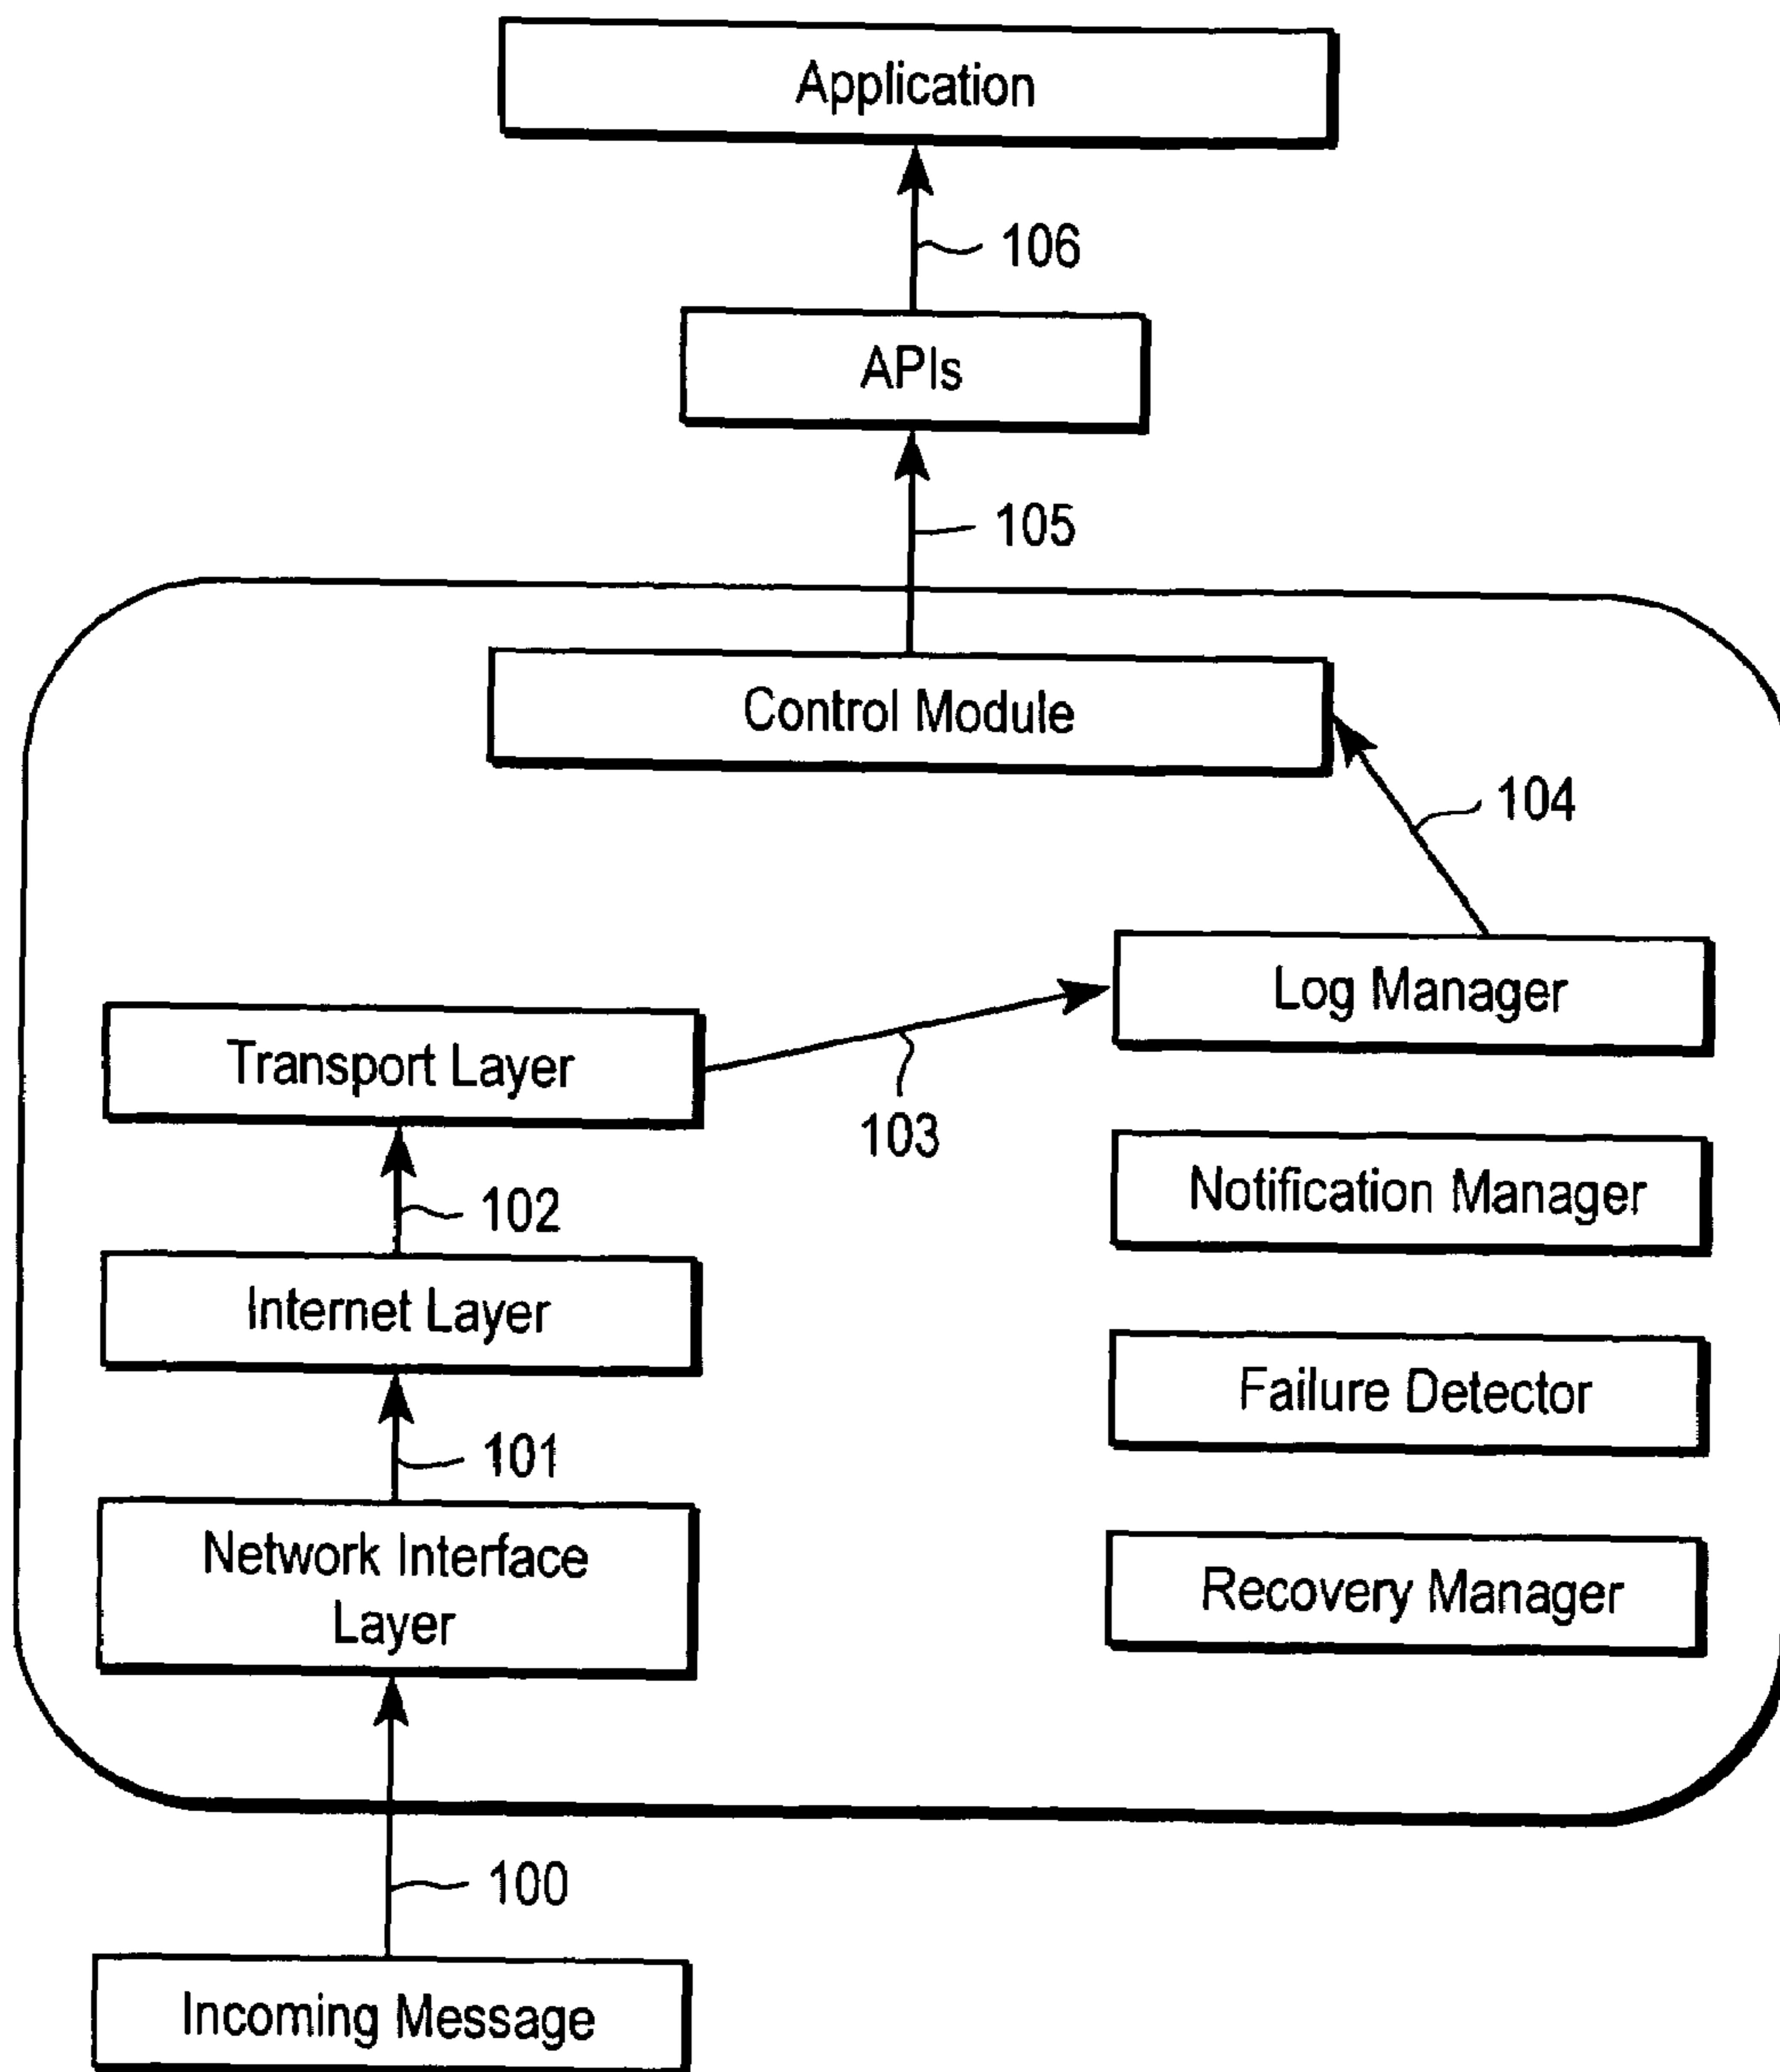 Application
106
APIs
105
Control Module
104
Log Manager
Transport Layer
103
Notification Manager
102
Internet Layer
Failure Detector
101
Network Interface
Layer
Recovery Manager
100
Incoming Message